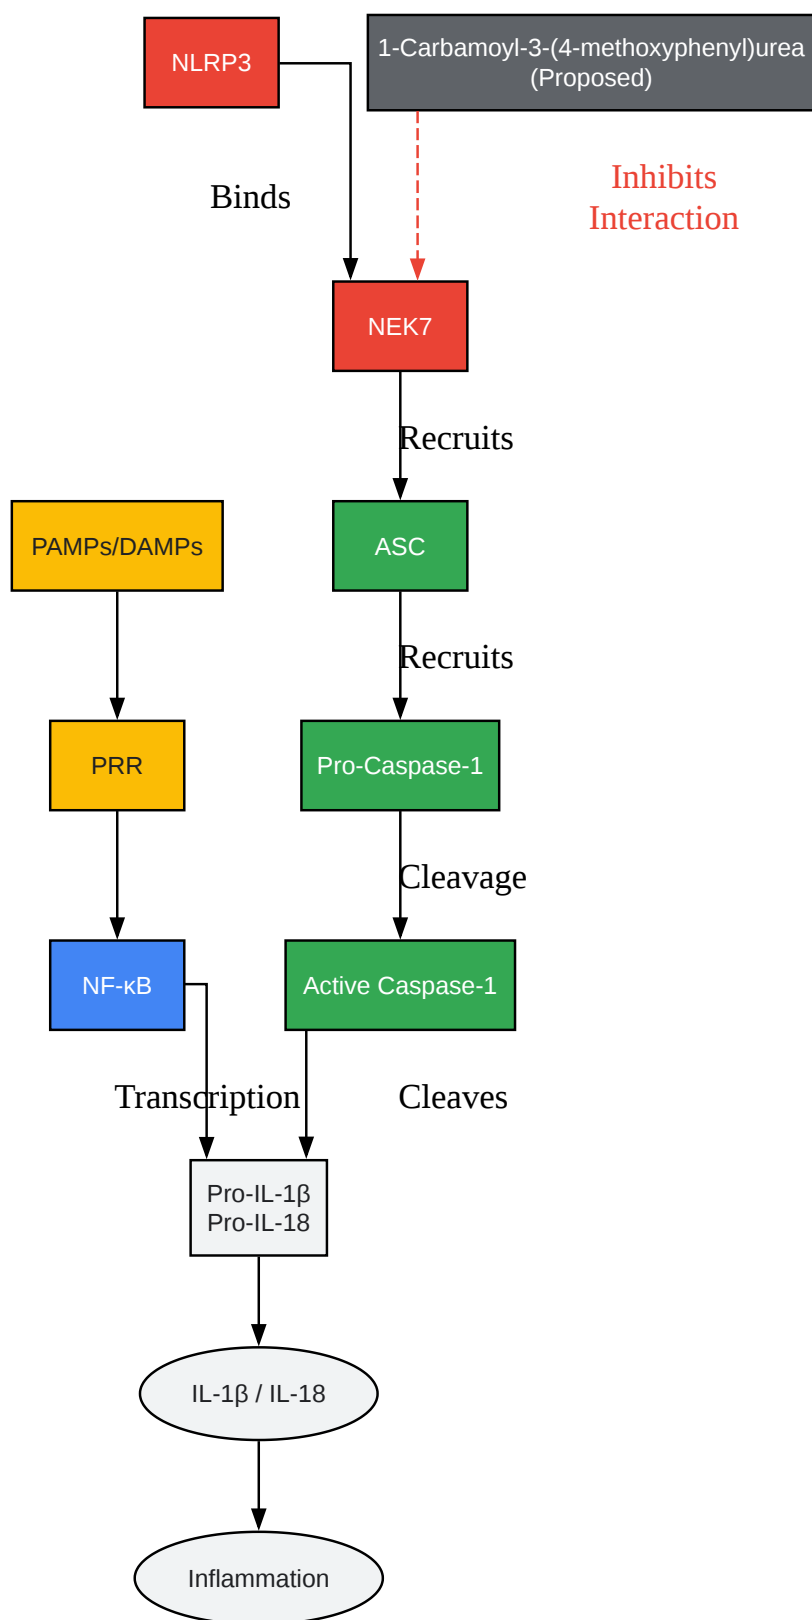 NLRP3
1-Carbamoyl-3-(4-methoxyphenyl)urea
(Proposed)
Binds
Inhibits
Interaction
NEK7
Recruits
PAMPs/DAMPs
ASC
Recruits
PRR
Pro-Caspase-1
Cleavage
NF-κB
Active Caspase-1
Transcription
Cleaves
Pro-IL-1β
Pro-IL-18
IL-1β / IL-18
Inflammation